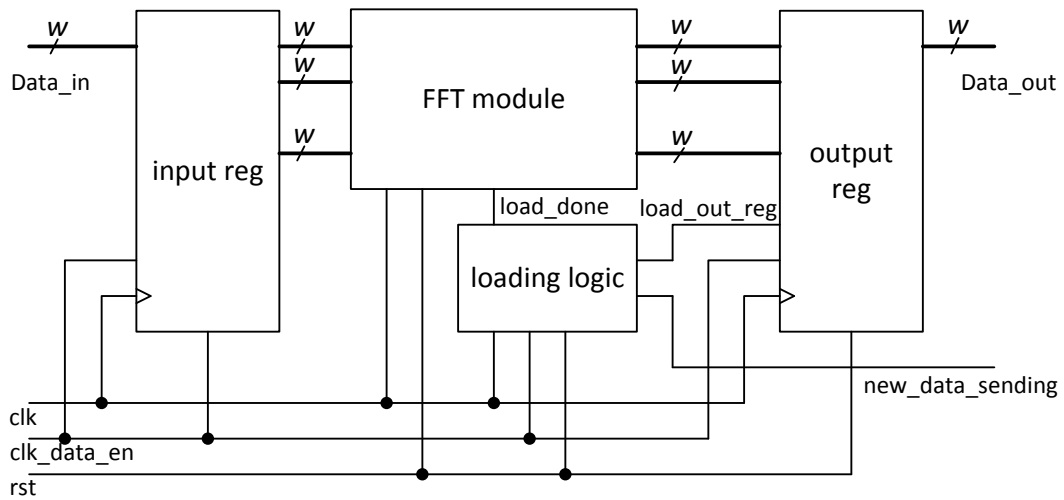 w
w
w
w
Data_in
w
FFT module
w
Data_out
w
w
input reg
output
reg
load_done
load_out_reg
loading logic
new_data_sending
clk
clk_data_en
rst